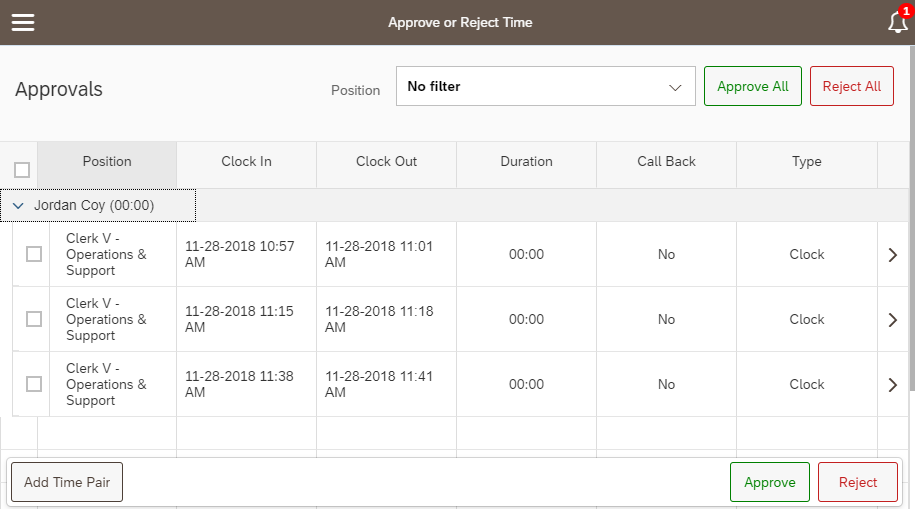 Approve or Reject Time
1
Approvals
Position
No filter
Approve All
Reject All
Position
Clock In
Clock Out
Duration
Call Back
Type
Jordan Coy (00:00)
Clerk V -
Operations &
Support
11-28-2018 10:57
AM
11-28-2018 11:01
AM
00:00
No
Clock
Clerk V -
Operations &
Support
11-28-2018 11:15
AM
11-28-2018 11:18
AM
00:00
No
Clock
Clerk V -
Operations &
Support
11-28-2018 11:38
AM
11-28-2018 11:41
AM
00:00
No
Clock
Add Time Pair
Approve
Reject